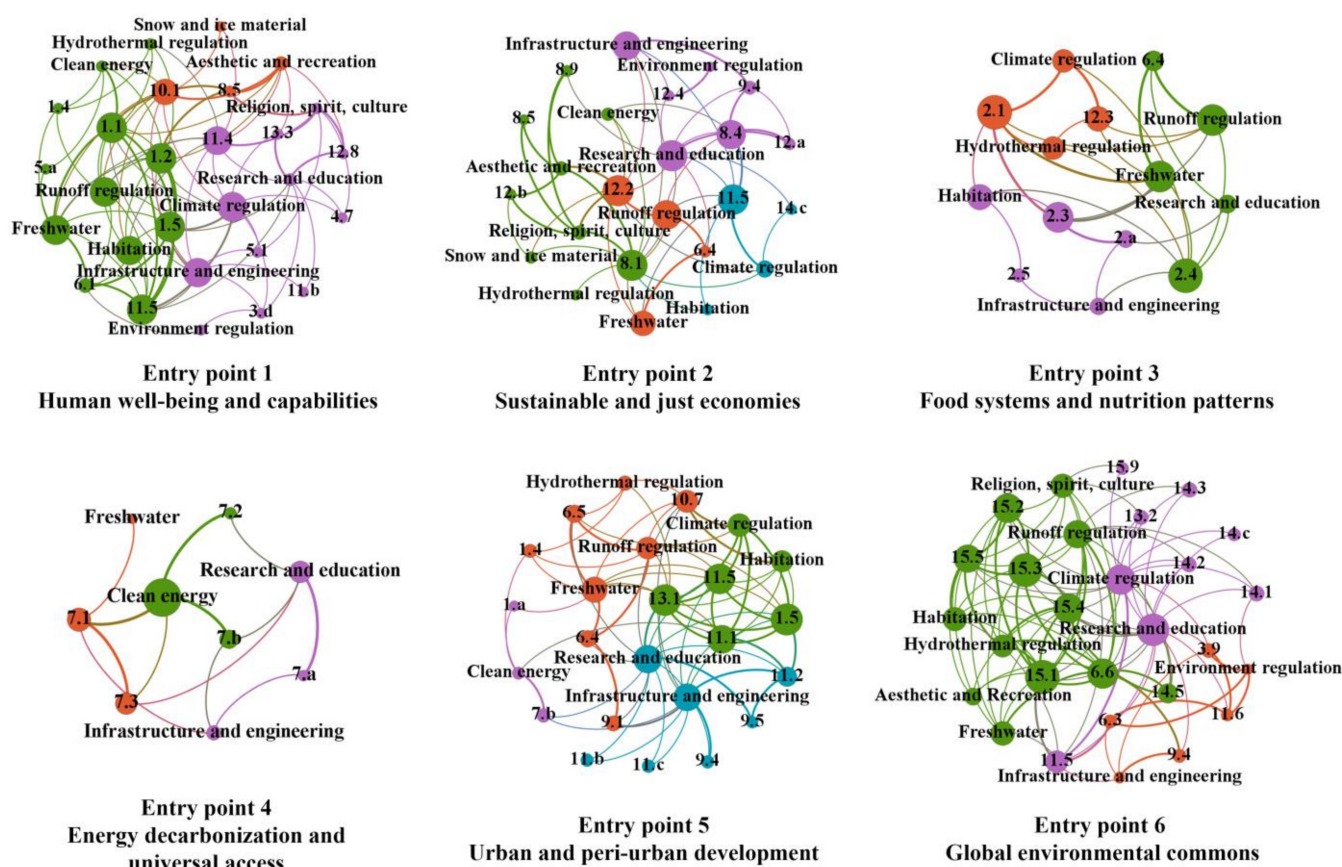 Snow and ice material
Hydrothermal regulation
Clean energy
Aesthetic and recreation
10.1
8.5
1.4
Religion, spirit, culture
1.1
11.4
13.3
1.2
12.8
5.a
Research and education
Runoff regulation
Climate regulation
4.7
Freshwater
1.5
Habitation
5.1
Infrastructure and engineering
6.1
11.b
11.5
3.d
Environment regulation
Entry point 1
Human well-being and capabilities
Infrastructure and engineering
8.9
Environment regulation
9.4
12.4
Clean energy
8.5
8.4
12.a
Research and education
Aesthetic and recreation
12.b
12.2
11.5
Runoff regulation
14.c
Religion, spirit, culture
6.4
Snow and ice material
8.1
Climate regulation
Hydrothermal regulation
Habitation
Freshwater
Entry point 2
Sustainable and just economies
Climate regulation
6.4
2.1
12.3
Runoff regulation
Hydrothermal regulation
Freshwater
Habitation
Research and education
2.3
2.a
2.5
2.4
Infrastructure and engineering
Entry point 3
Food systems and nutrition patterns
7.2
Freshwater
Research and education
Clean energy
7.1
7.b
7.a
7.3
Infrastructure and engineering
Entry point 4
Energy decarbonization and
universal access
Hydrothermal regulation
10.7
6.5
Climate regulation
1.4
Runoff regulation
Habitation
11.5
Freshwater
13.1
1.a
1.5
6.4
11.1
Research and education
Clean energy
11.2
Infrastructure and engineering
7.b
9.1
9.5
11.b
11.c
9.4
Entry point 5
Urban and peri-urban development
15.9
Religion, spirit, culture
14.3
15.2
13.2
Runoff regulation
14.c
15.5
15.3
14.2
Climate regulation
14.1
15.4
Habitation
Research and education
Hydrothermal regulation
3.9
Environment regulation
15.1
6.6
Aesthetic and Recreation
14.5
6.3
11.6
Freshwater
11.5
9.4
Infrastructure and engineering
Entry point 6
Global environmental commons